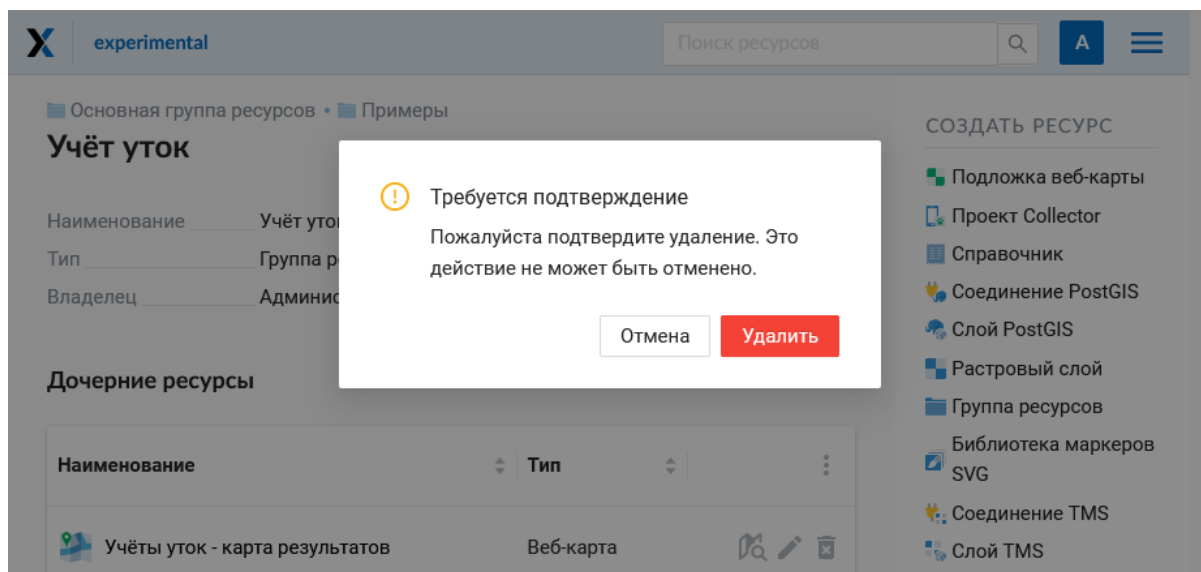 experimental
Поиск ресурсов
A
Основная группа ресурсов • Примеры
Учёт уток
Наименование Учёт уто
Тип Группа р
Владелец Админис
Требуется подтверждение
Пожалуйста подтвердите удаление. Это
действие не может быть отменено.
Отмена Удалить
Дочерние ресурсы
Наименование Тип
Учёты уток - карта результатов Веб-карта
СОЗДАТЬ РЕСУРС
Подложка веб-карты
Проект Collector
Справочник
Соединение PostGIS
Слой PostGIS
Растровый слой
Группа ресурсов
Библиотека маркеров
SVG
Соединение TMS
Слой TMS